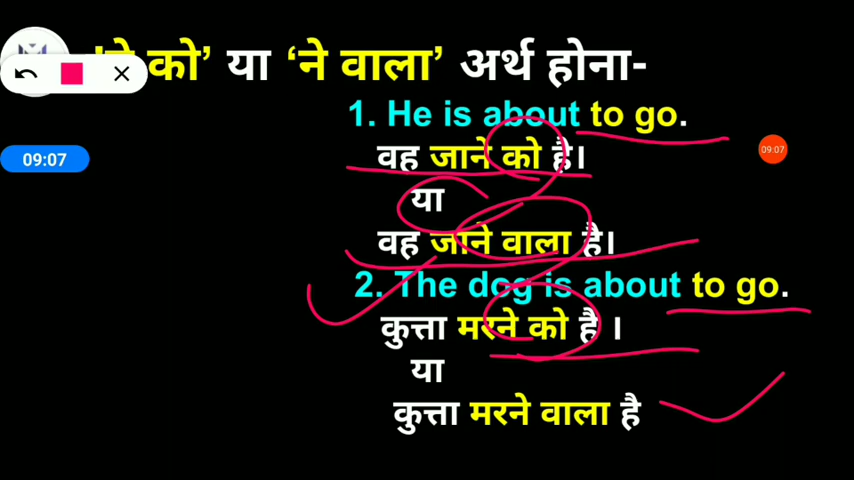 को’ या ‘ने वाला’ अर्थ होना-
1. He is about to go.
वह जाने को है।
या
वह जाने वाला है।
2. The dog is about to go.
कुत्ता मरने को है ।
या
कुत्ता मरने वाला है
09:07
09:07